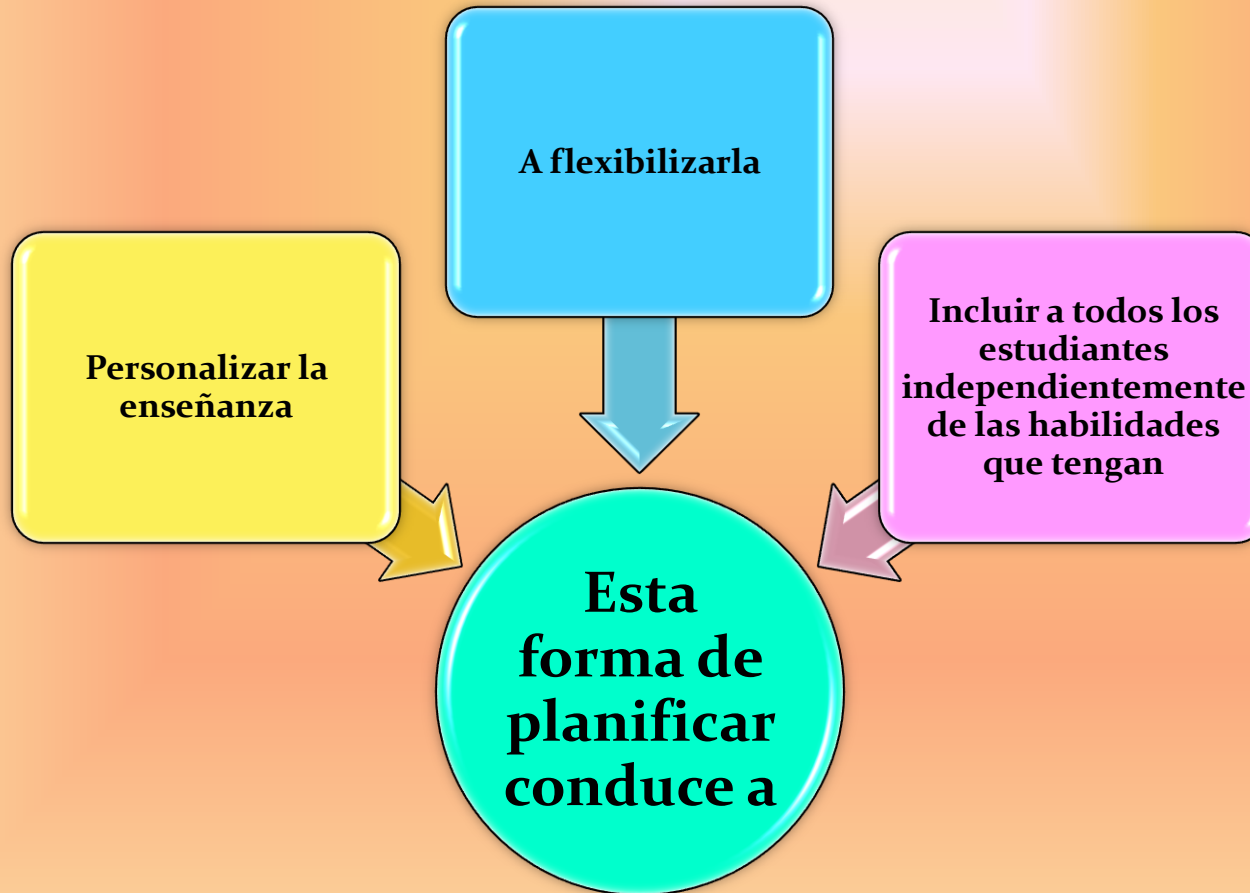 A flexibilizarla
Personalizar la
enseñanza
Incluir a todos los
estudiantes
independientemente
de las habilidades
que tengan
Esta
forma de
planificar
conduce a